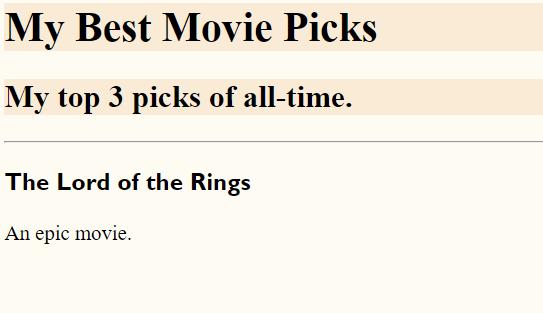 My Best Movie Picks
My top 3 picks of all-time.
The Lord of the Rings
An epic movie.